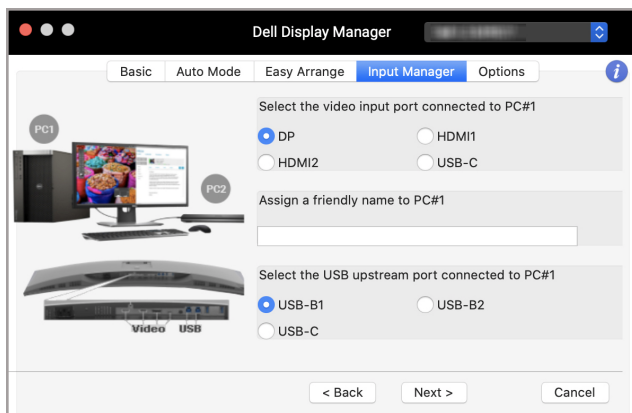 Dell Display Manager
Basic Auto Mode Easy Arrange Input Manager Options i
Select the video input port connected to PC#1
DP HDMI1
HDMI2 USB-C
PC1
PC2
Assign a friendly name to PC#1
Select the USB upstream port connected to PC#1
USB-B1 USB-B2
USB-C
Video USB
< Back Next > Cancel